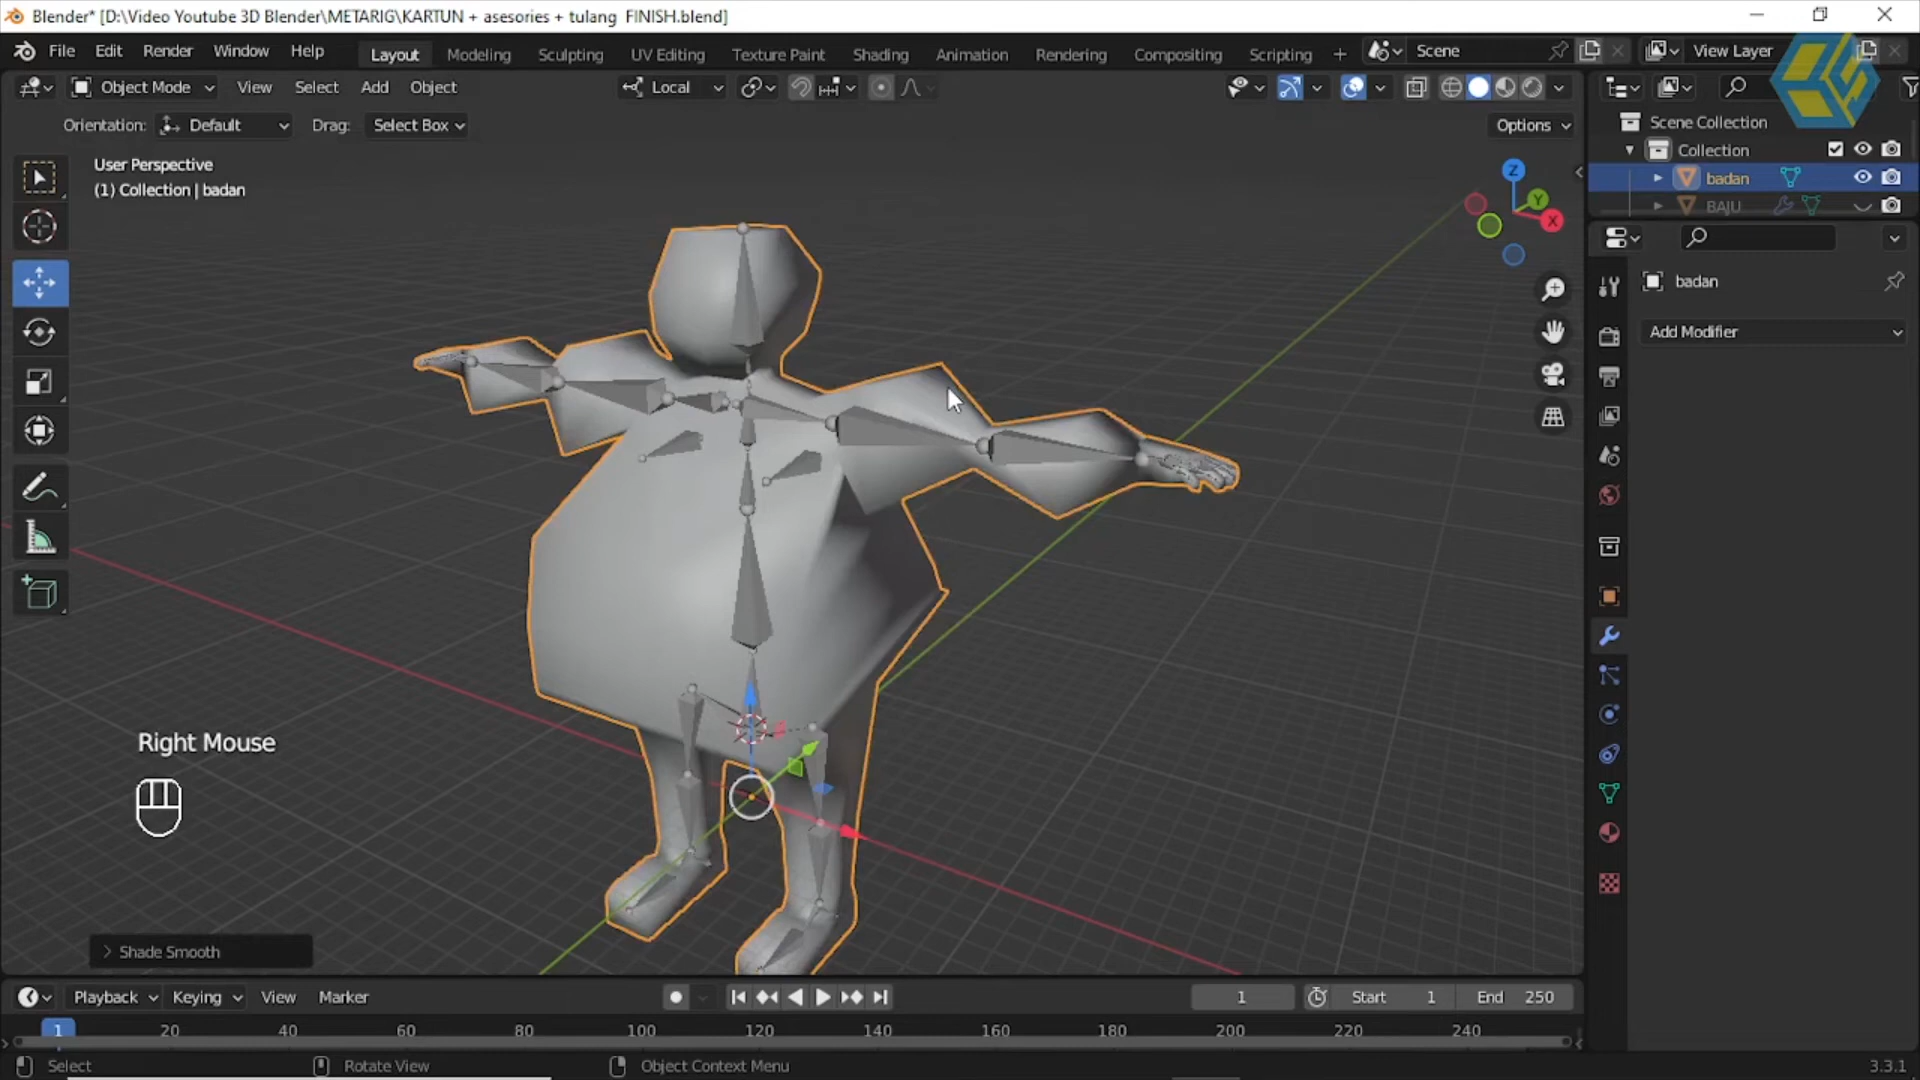 Blender* [D:\Video Youtube 3D Blender\METARIG\KARTUN + asesories + tulang  FINISH.blend]
File Edit Render Window Help Layout Modeling Sculpting UV Editing Texture Paint Shading Animation Rendering Compositing Scripting + Scene View Layer
Object Mode View Select Add Object Local
Orientation: Default Drag: Select Box Options
Scene Collection
Collection
badan
BAJU
User Perspective
(1) Collection | badan
Z
Y
X
badan
Add Modifier
Right Mouse
Shade Smooth
Playback Keying View Marker 1 Start 1 End 250
1 20 40 60 80 100 120 140 160 180 200 220 240
Select Rotate View Object Context Menu 3.3.1